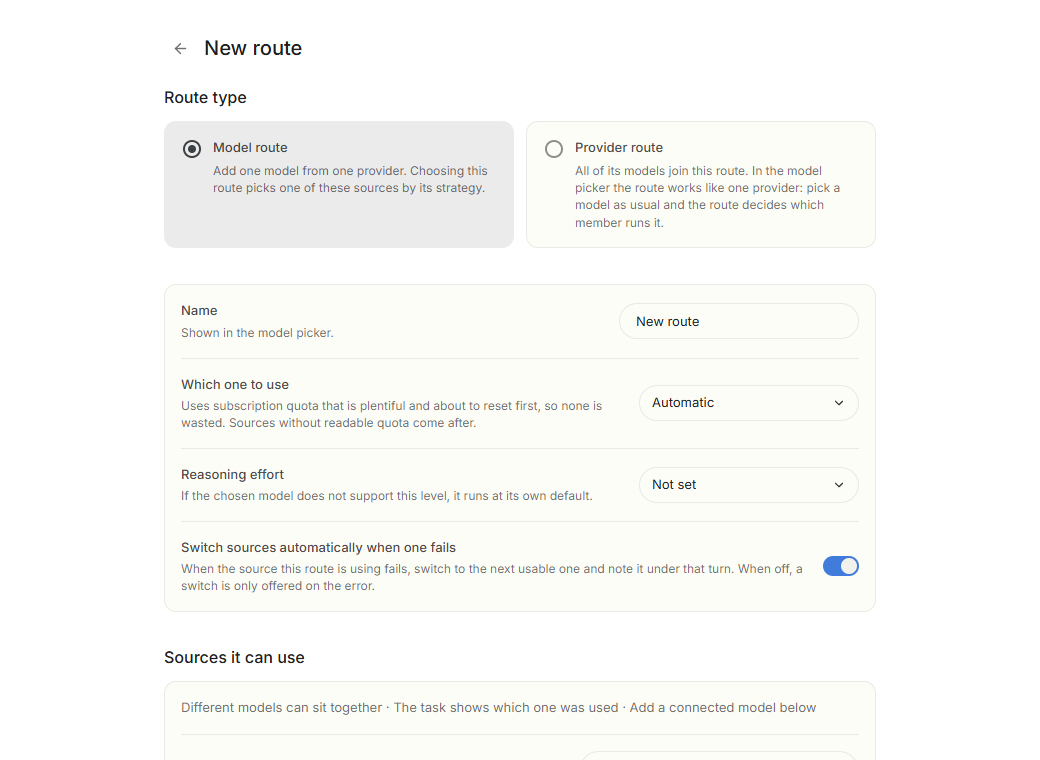 New route
Route type
Model route
Add one model from one provider. Choosing this
route picks one of these sources by its strategy.
Provider route
All of its models join this route. In the model
picker the route works like one provider: pick a
model as usual and the route decides which
member runs it.
Name
Shown in the model picker.
New route
Which one to use
Uses subscription quota that is plentiful and about to reset first, so none is
wasted. Sources without readable quota come after.
Automatic
Reasoning effort
If the chosen model does not support this level, it runs at its own default.
Not set
Switch sources automatically when one fails
When the source this route is using fails, switch to the next usable one and note it under that turn. When off, a
switch is only offered on the error.
Sources it can use
Different models can sit together · The task shows which one was used · Add a connected model below